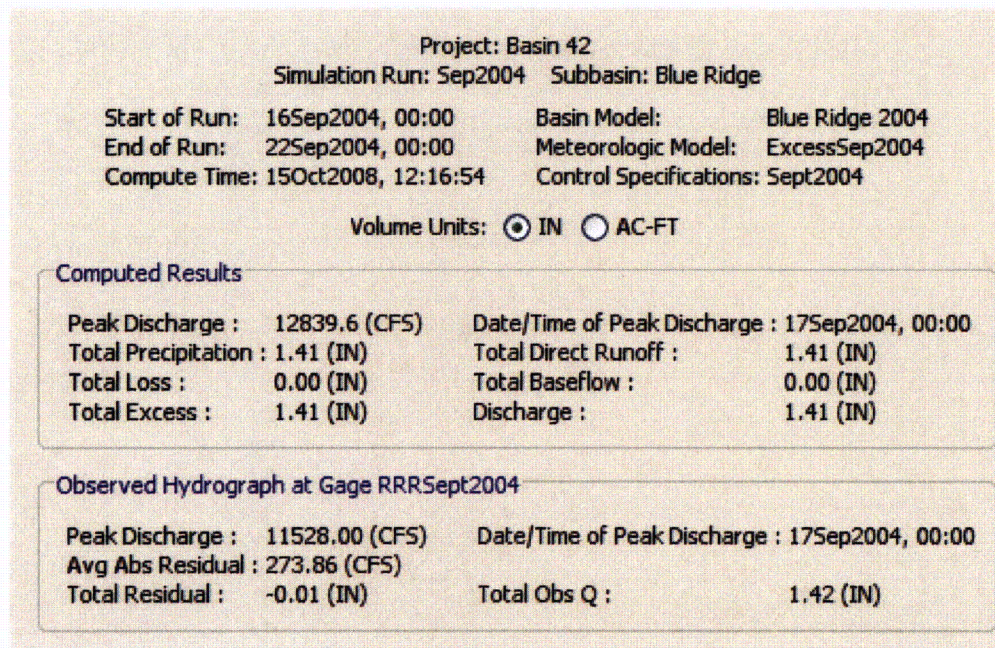 Project: Basin 42
Simulation Run: Sep2004 Subbasin: Blue Ridge
Start of Run: 16Sep2004, 00:00 Basin Model: Blue Ridge 2004
End of Run: 22Sep2004, 00:00 Meteorologic Model: ExcessSep2004
Compute Time: 15Oct2008, 12:16:54 Control Specifications: Sept2004
Volume Units: IN AC-FT
Computed Results
Peak Discharge : 12839.6 (CFS) Date/Time of Peak Discharge : 17Sep2004, 00:00
Total Precipitation : 1.41 (IN) Total Direct Runoff : 1.41 (IN)
Total Loss : 0.00 (IN) Total Baseflow : 0.00 (IN)
Total Excess : 1.41 (IN) Discharge : 1.41 (IN)
Observed Hydrograph at Gage RRRSept2004
Peak Discharge : 11528.00 (CFS) Date/Time of Peak Discharge : 17Sep2004, 00:00
Avg Abs Residual : 273.86 (CFS)
Total Residual : -0.01 (IN) Total Obs Q : 1.42 (IN)